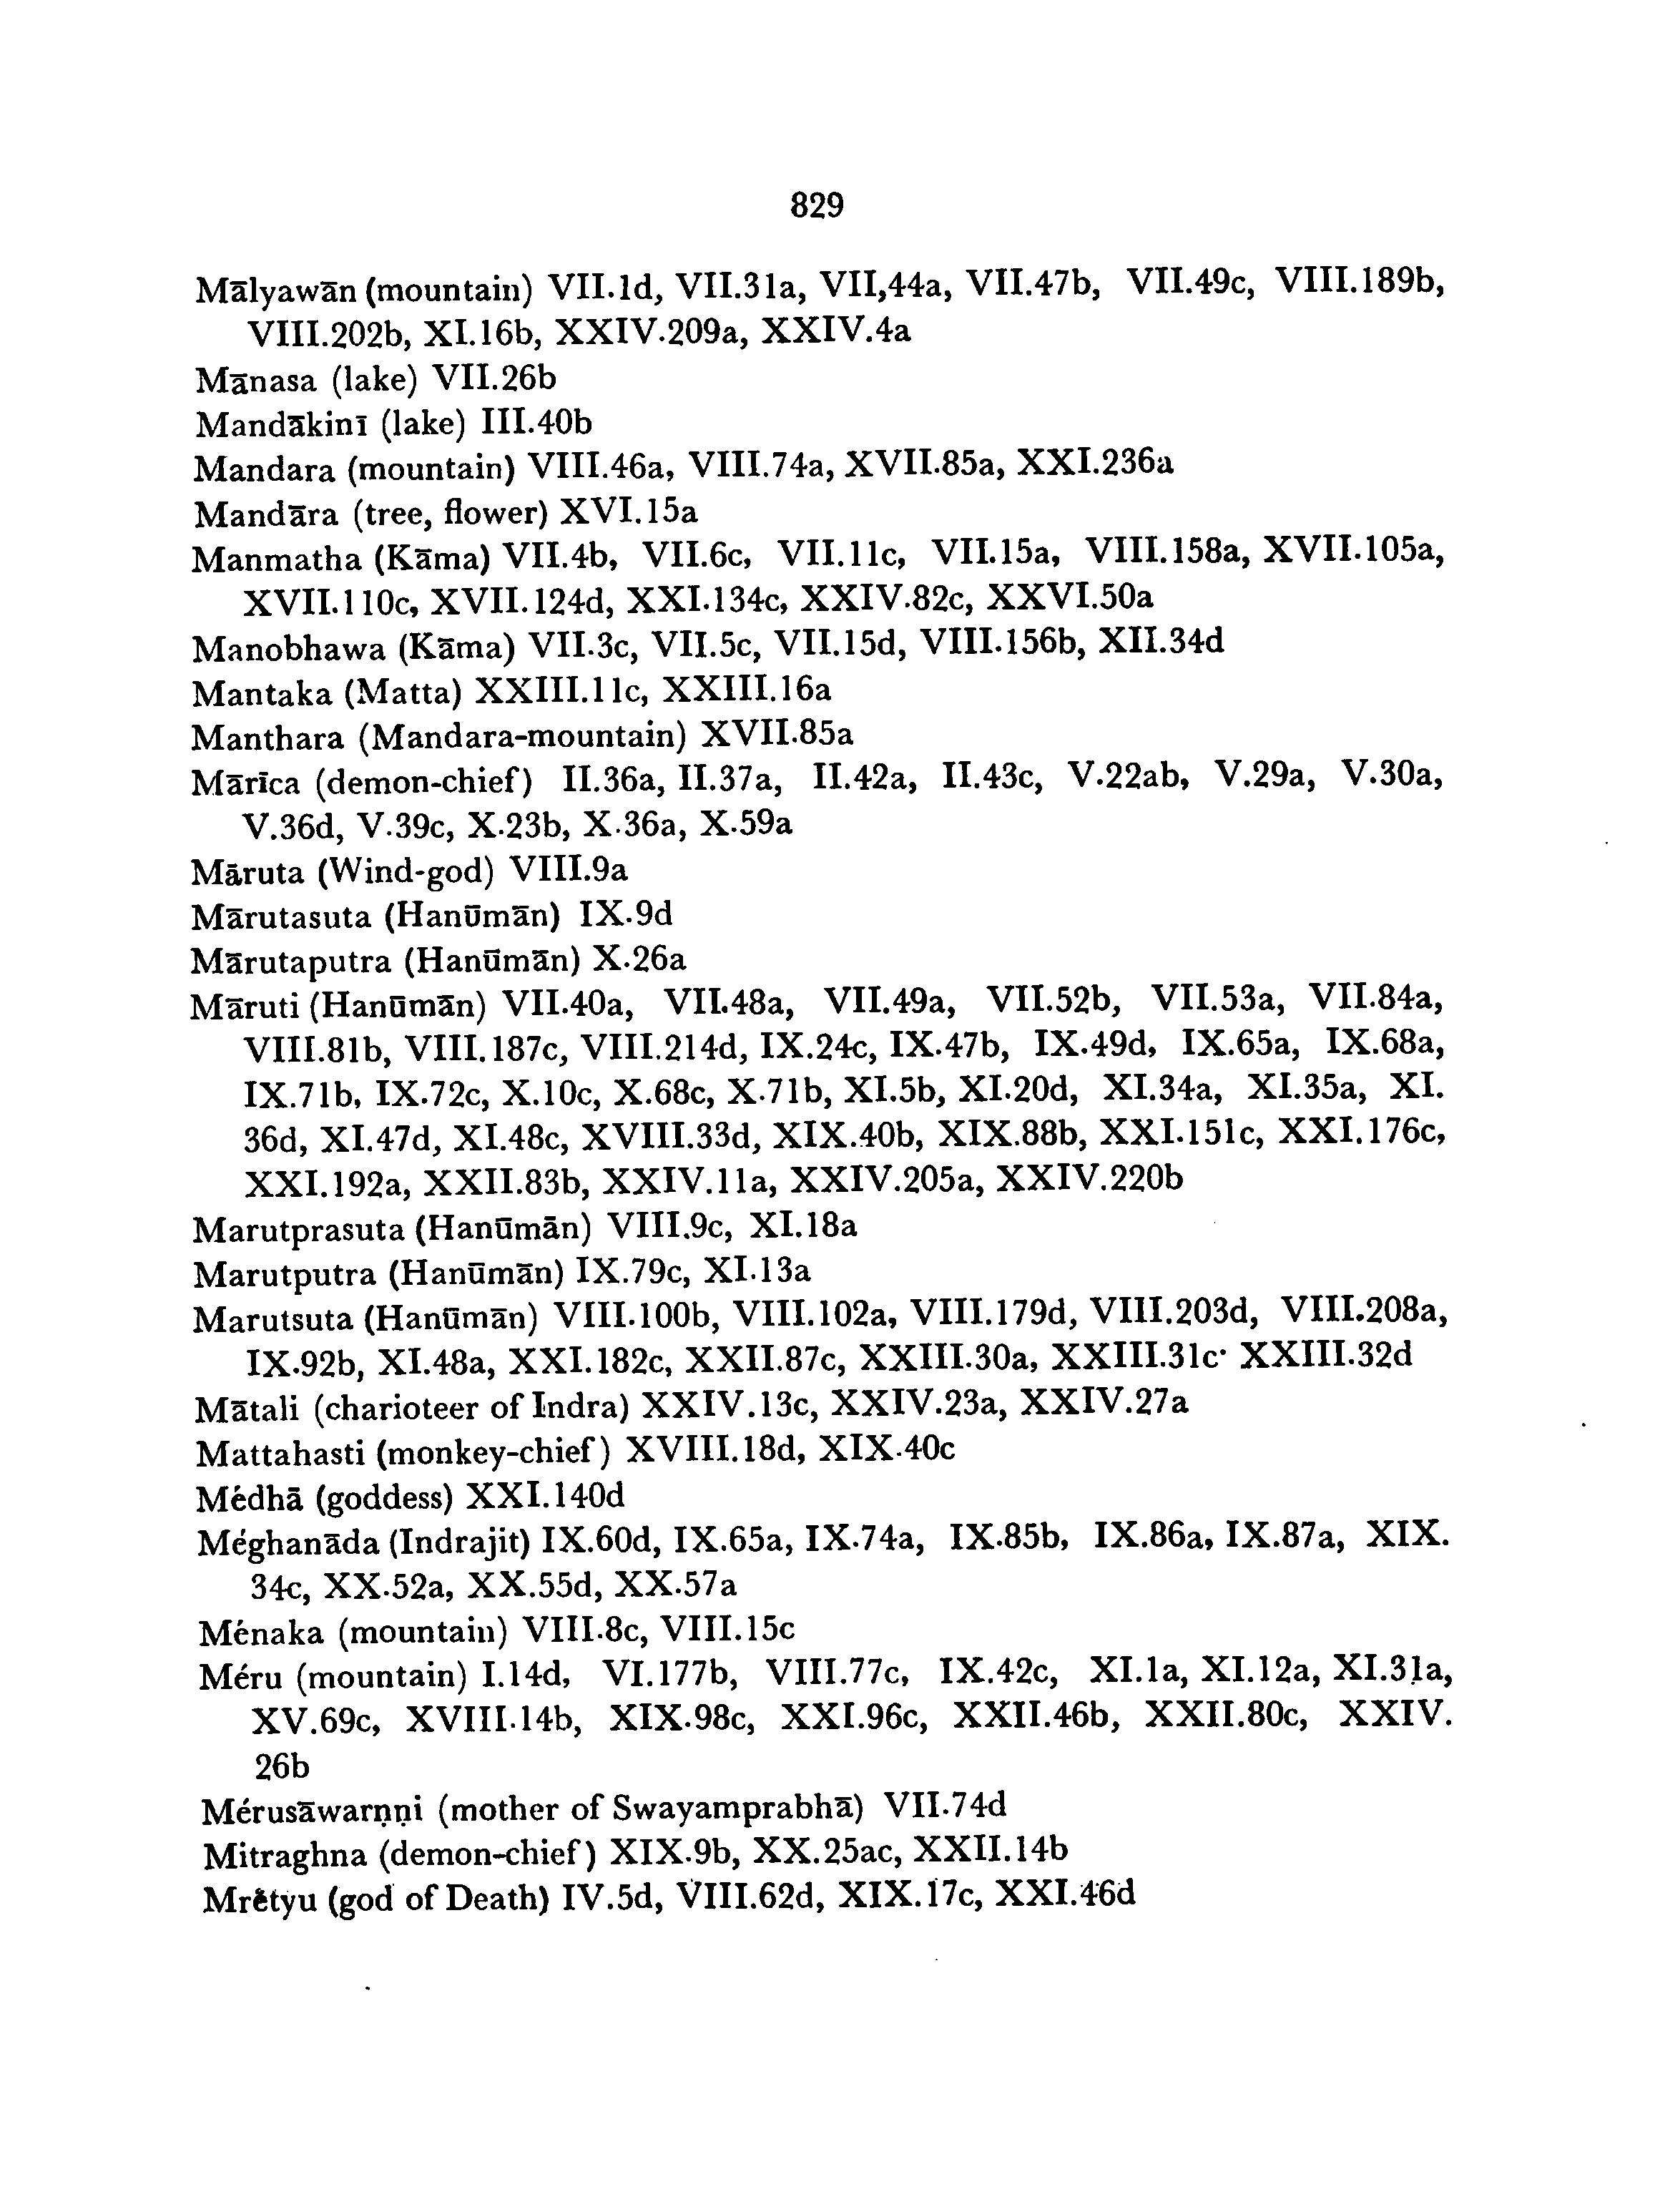 829
Mālyawān (mountain) VII.1d, VII.31a, VII,44a, VII.47b, VII.49c, VIII.189b,
VIII.202b, XI.16b, XXIV.209a, XXIV.4a
Mānasa (lake) VII.26b
Mandākinī (lake) III.40b
Mandara (mountain) VIII.46a, VIII.74a, XVII.85a, XXI.236a
Mandāra (tree, flower) XVI.15a
Manmatha (Kāma) VII.4b, VII.6c, VII.11c, VII.15a, VIII.158a, XVII.105a,
XVII.110c, XVII.124d, XXI.134c, XXIV.82c, XXVI.50a
Manobhawa (Kāma) VII.3c, VII.5c, VII.15d, VIII.156b, XII.34d
Mantaka (Matta) XXIII.11c, XXIII.16a
Manthara (Mandara-mountain) XVII.85a
Mārīca (demon-chief) II.36a, II.37a, II.42a, II.43c, V.22ab, V.29a, V.30a,
V.36d, V.39c, X.23b, X.36a, X.59a
Māruta (Wind-god) VIII.9a
Mārutasuta (Hanūmān) IX.9d
Mārutaputra (Hanūmān) X.26a
Māruti (Hanūmān) VII.40a, VII.48a, VII.49a, VII.52b, VII.53a, VII.84a,
VIII.81b, VIII.187c, VIII.214d, IX.24c, IX.47b, IX.49d, IX.65a, IX.68a,
IX.71b, IX.72c, X.10c, X.68c, X.71b, XI.5b, XI.20d, XI.34a, XI.35a, XI.
36d, XI.47d, XI.48c, XVIII.33d, XIX.40b, XIX.88b, XXI.151c, XXI.176c,
XXI.192a, XXII.83b, XXIV.11a, XXIV.205a, XXIV.220b
Marutprasuta (Hanūmān) VIII.9c, XI.18a
Marutputra (Hanūmān) IX.79c, XI.13a
Marutsuta (Hanūmān) VIII.100b, VIII.102a, VIII.179d, VIII.203d, VIII.208a,
IX.92b, XI.48a, XXI.182c, XXII.87c, XXIII.30a, XXIII.31c· XXIII.32d
Mātali (charioteer of Indra) XXIV.13c, XXIV.23a, XXIV.27a
Mattahasti (monkey-chief) XVIII.18d, XIX.40c
Médhā (goddess) XXI.140d
Méghanāda (Indrajit) IX.60d, IX.65a, IX.74a, IX.85b, IX.86a, IX.87a, XIX.
34c, XX.52a, XX.55d, XX.57a
Ménaka (mountain) VIII.8c, VIII.15c
Méru (mountain) I.14d, VI.177b, VIII.77c, IX.42c, XI.1a, XI.12a, XI.31a,
XV.69c, XVIII.14b, XIX.98c, XXI.96c, XXII.46b, XXII.80c, XXIV.
26b
Mérusāwarṇṇi (mother of Swayamprabhā) VII.74d
Mitraghna (demon-chief) XIX.9b, XX.25ac, XXII.14b
Mrĕtyu (god of Death) IV.5d, VIII.62d, XIX.17c, XXI.46d